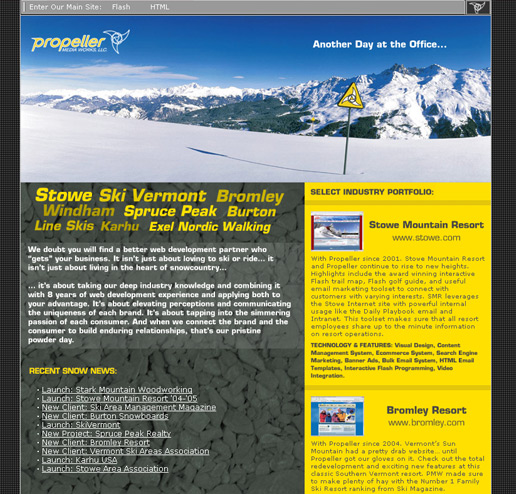 Enter Our Main Site: Flash HTML
propeller
MEDIA WORKS, LLC
Another Day at the Office...
Stowe Ski Vermont Bromley
Windham Spruce Peak Burton
Line Skis Karhu Exel Nordic Walking
We doubt you will find a better web development partner who
"gets" your business. It isn't just about loving to ski or ride... it
isn't just about living in the heart of snowcountry...
... it's about taking our deep industry knowledge and combining it
with 8 years of web development experience and applying both to
your advantage. It's about elevating perceptions and communicating
the uniqueness of each brand. It's about tapping into the simmering
passion of each consumer. And when we connect the brand and the
consumer to build enduring relationships, that's our pristine
powder day.
RECENT SNOW NEWS:
· Launch: Stark Mountain Woodworking
· Launch: Stowe Mountain Resort '04-'05
· New Client: Ski Area Management Magazine
· New Client: Burton Snowboards
· Launch: SkiVermont
· New Project: Spruce Peak Realty
· New Client: Bromley Resort
· New Client: Vermont Ski Areas Association
· Launch: Karhu USA
· Launch: Stowe Area Association
SELECT INDUSTRY PORTFOLIO:
Stowe Mountain Resort
www.stowe.com
With Propeller since 2001. Stowe Mountain Resort
and Propeller continue to rise to new heights.
Highlights include the award winning interactive
Flash trail map, Flash golf guide, and useful
email marketing toolset to connect with
customers with varying interests. SMR leverages
the Stowe Internet site with powerful internal
usage like the Daily Playbook email and
Intranet. This toolset makes sure that all resort
employees share up to the minute information
on resort operations.
TECHNOLOGY & FEATURES: Visual Design, Content
Management System, Ecommerce System, Search Engine
Marketing, Banner Ads, Bulk Email System, HTML Email
Templates, Interactive Flash Programming, Video
Integration.
Bromley Resort
www.bromley.com
With Propeller since 2004. Vermont's Sun
Mountain had a pretty drab website... until
Propeller got our gloves on it. Check out the total
redevelopment and exciting new features at this
classic Southern Vermont resort. PMW made sure
to make plenty of hay with the Number 1 Family
Ski Resort ranking from Ski Magazine.